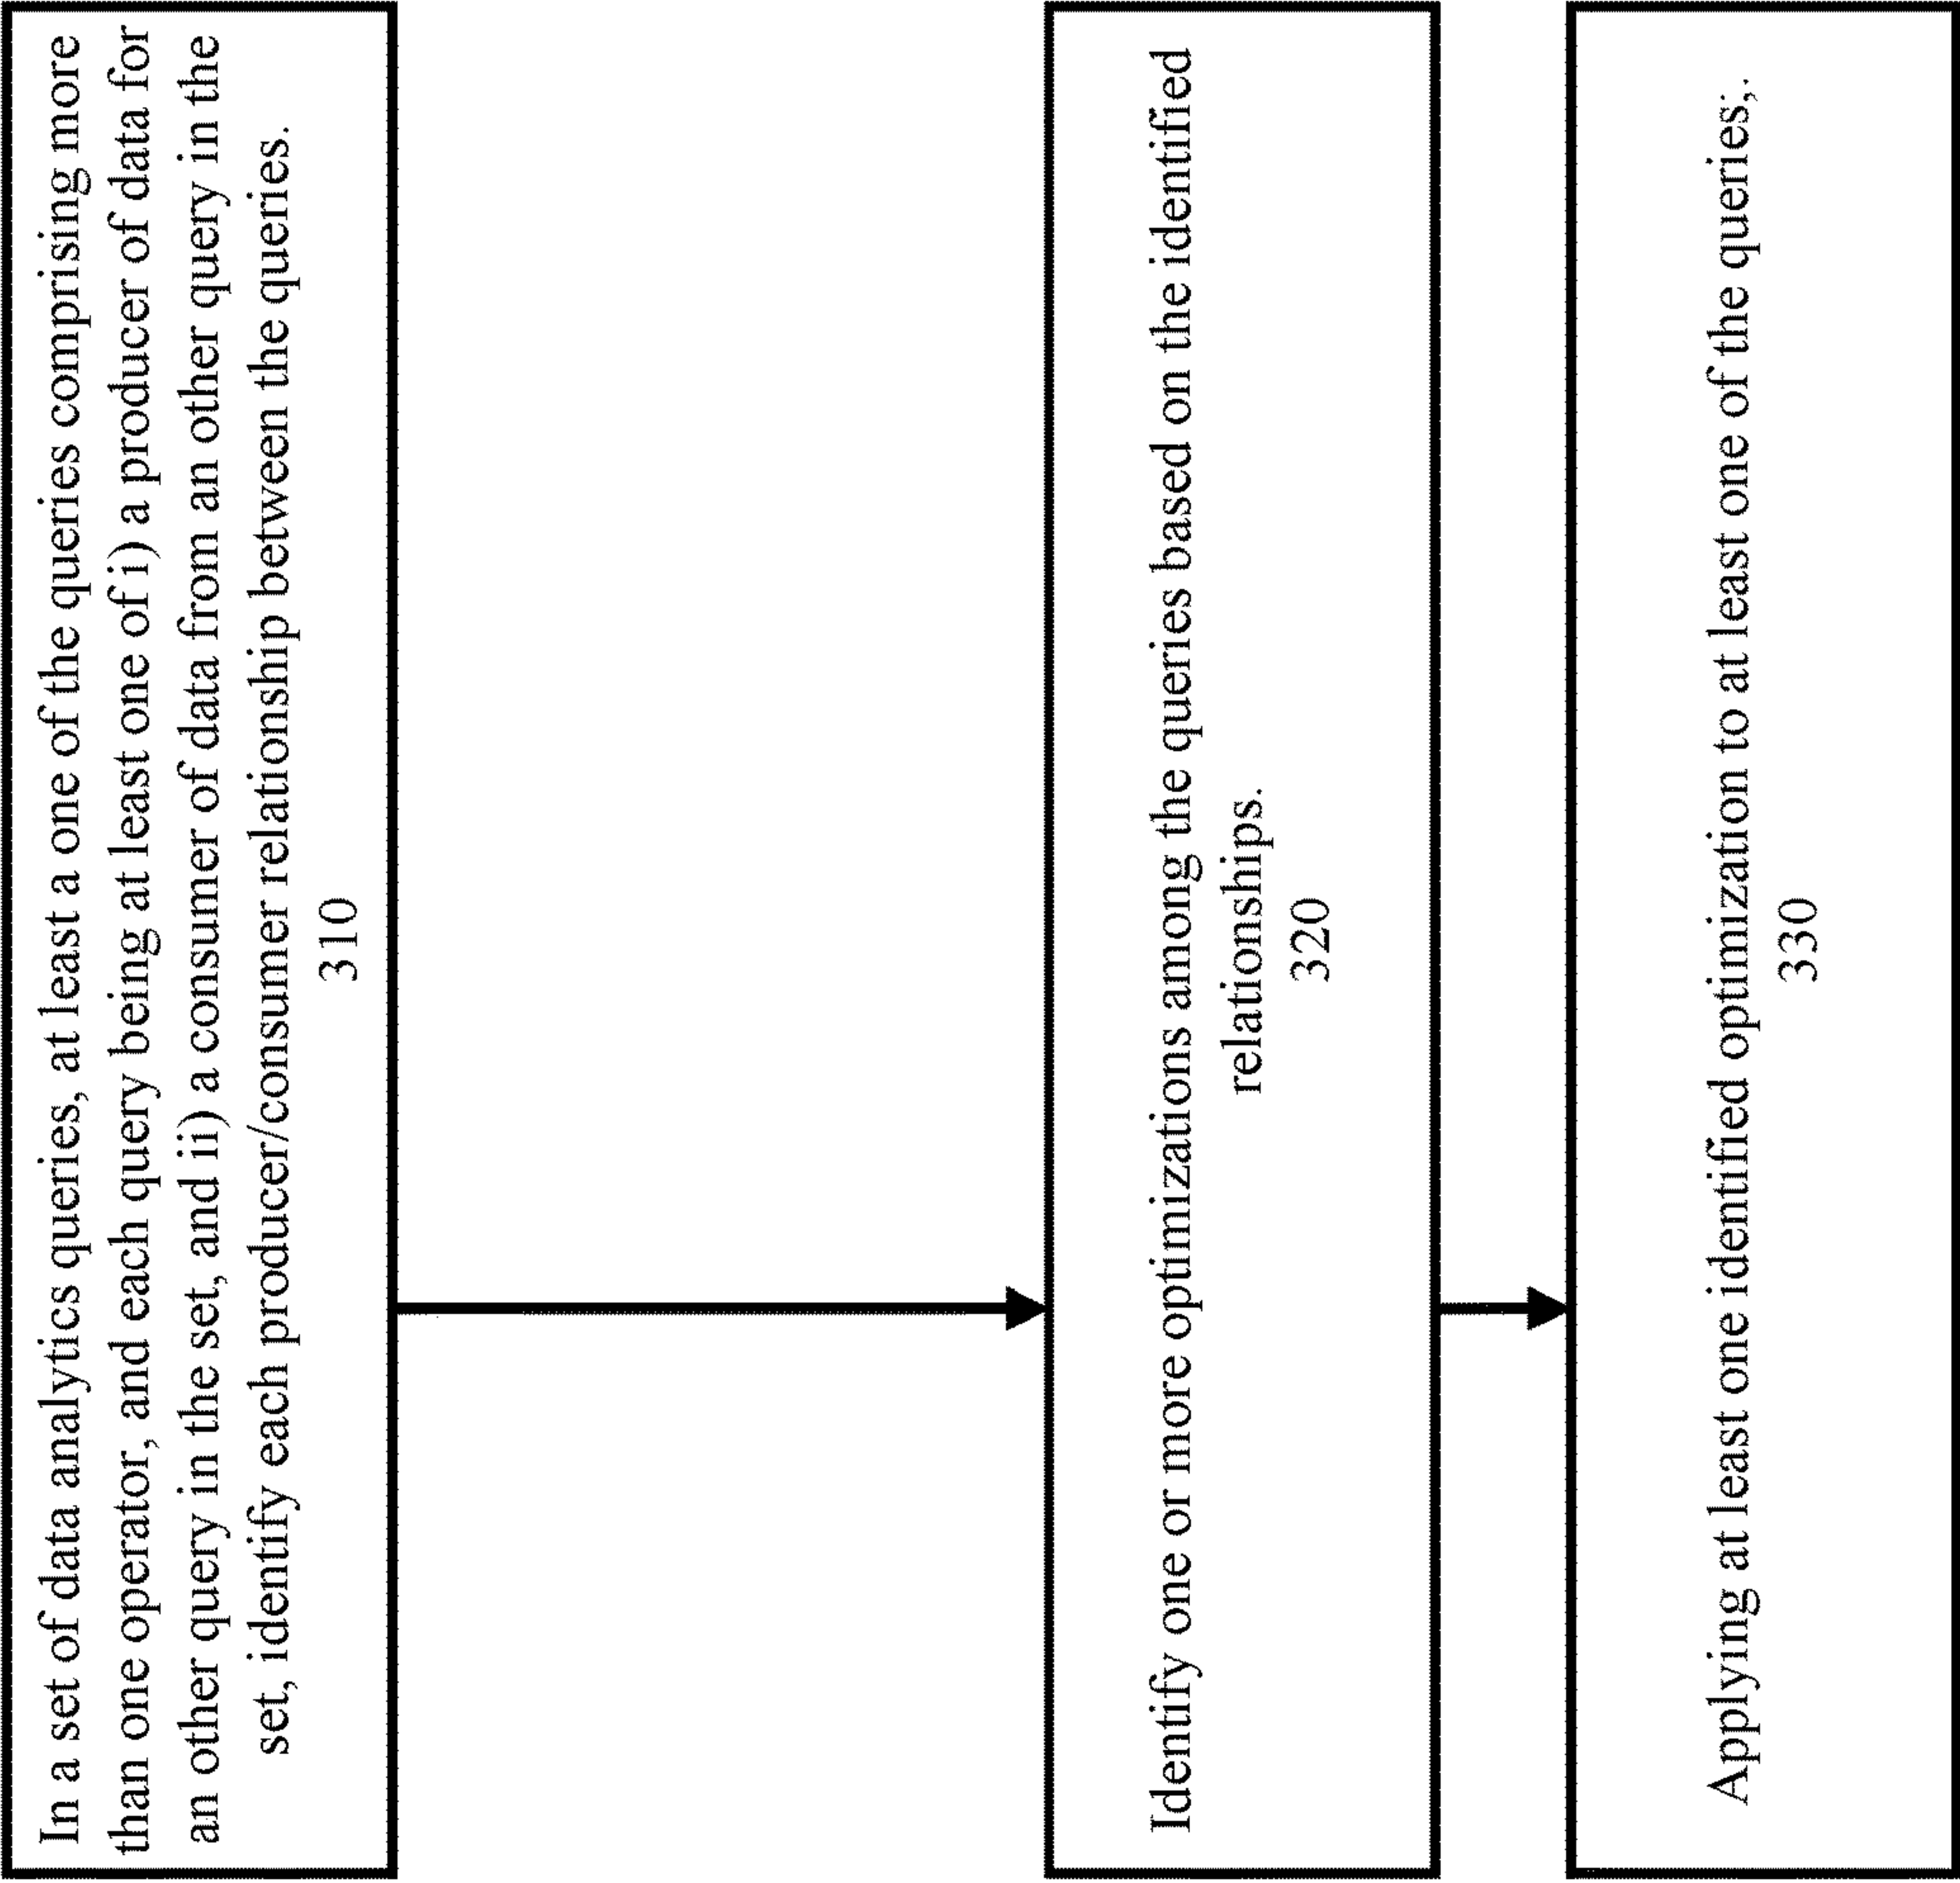 In a set of data analytics queries, at least a one of the queries comprising more
than one operator, and each query being at least one of i) a producer of data for
an other query in the set, and ii) a consumer of data from an other query in the
set, identify each producer/consumer relationship between the queries.
310
Identify one or more optimizations among the queries based on the identified
relationships.
320
Applying at least one identified optimization to at least one of the queries;.
330